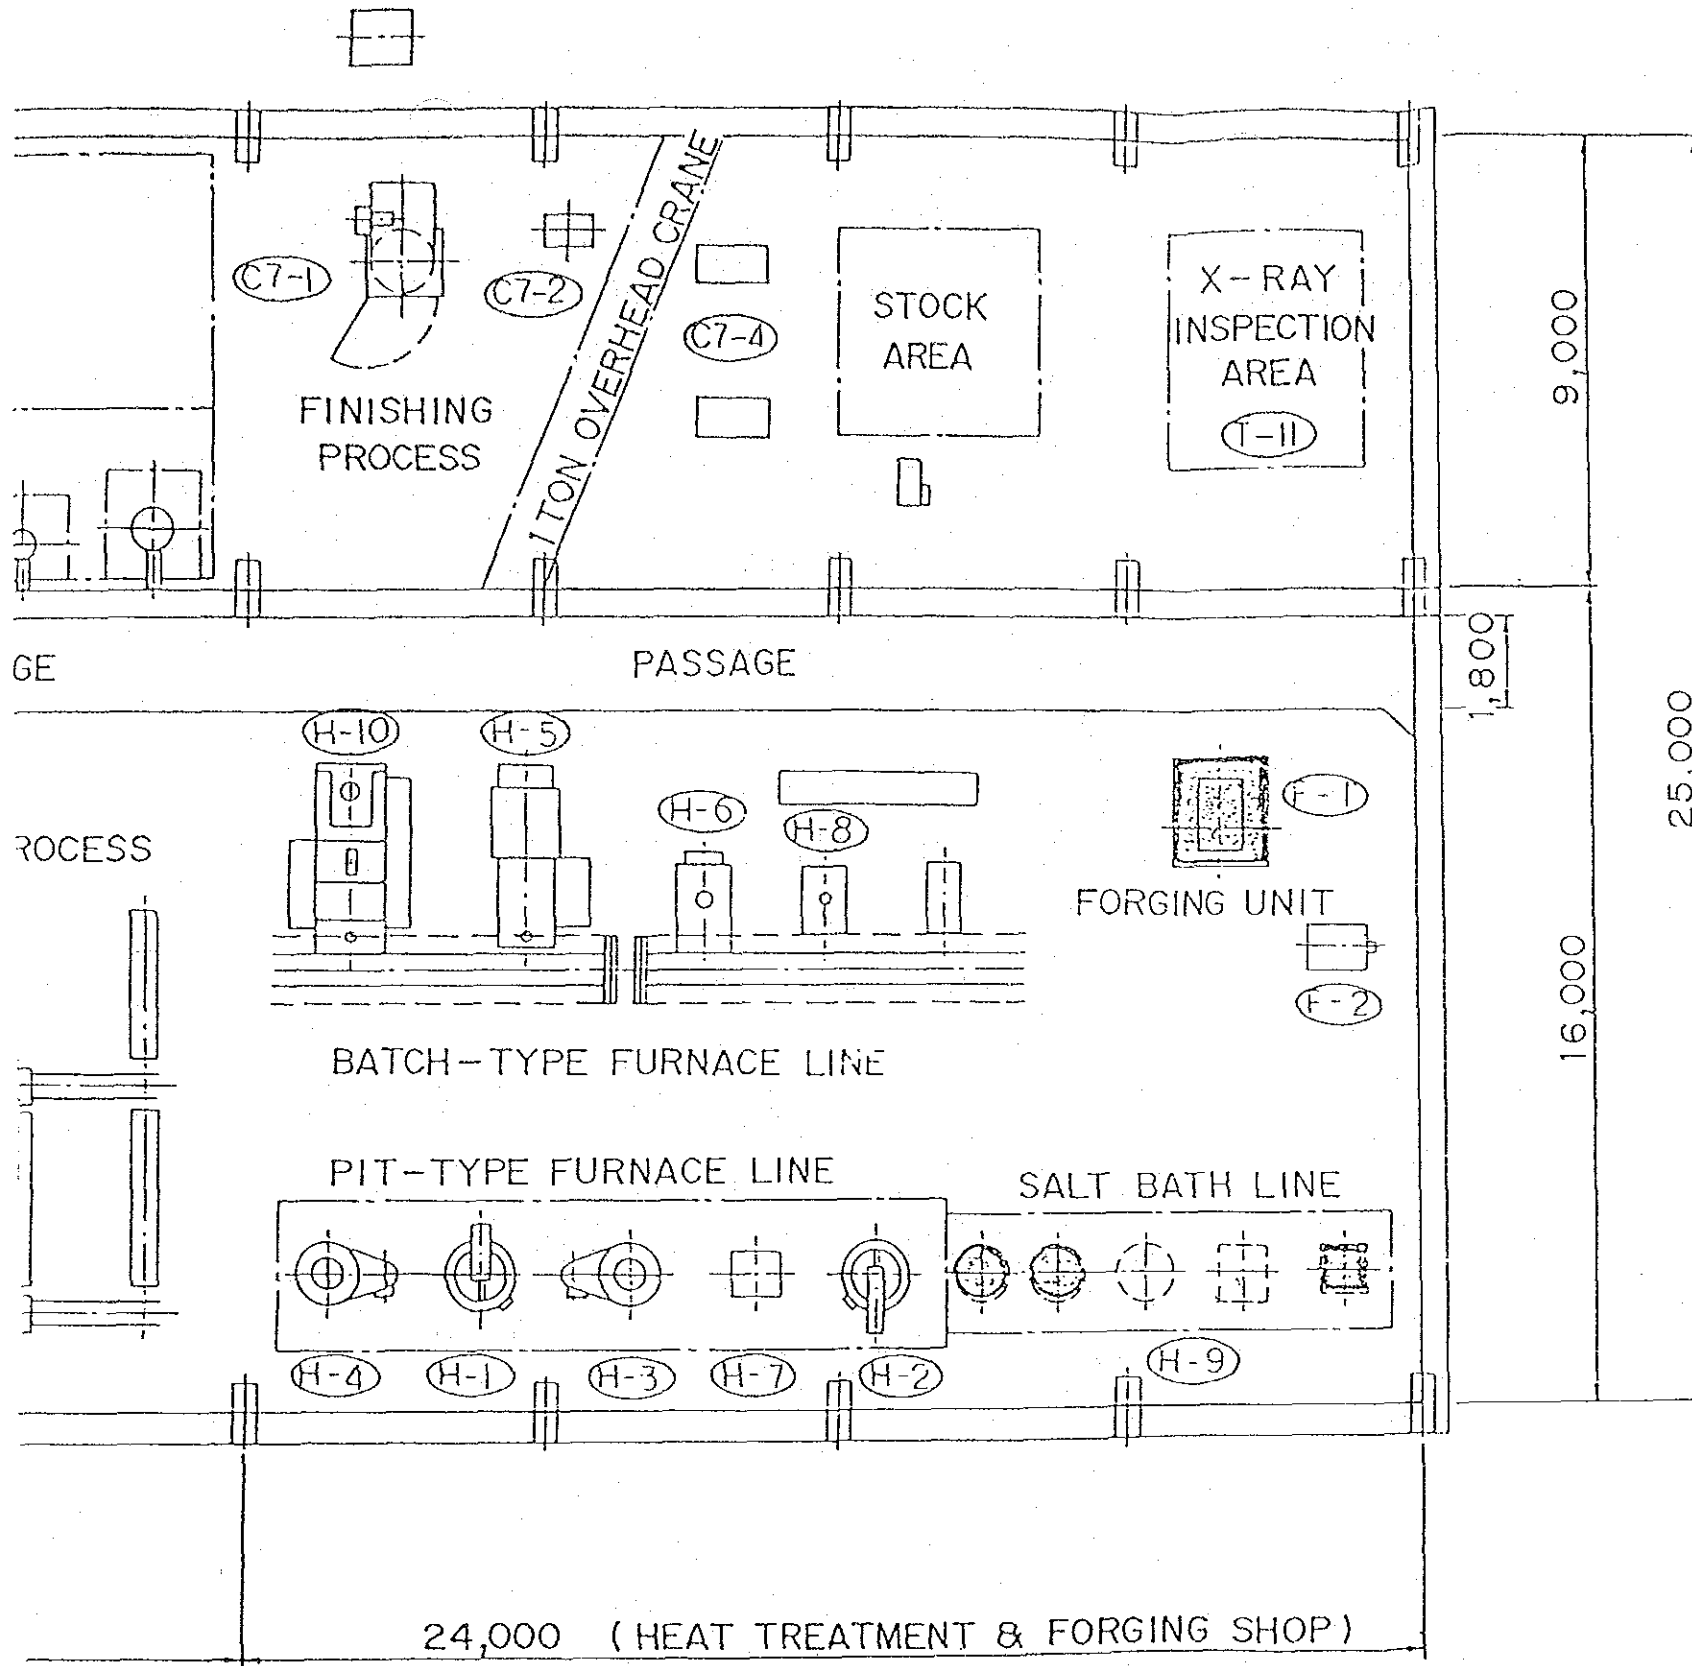 C7-1
C7-2
1 TON OVERHEAD CRANE
C7-4
STOCK
AREA
X-RAY
INSPECTION
AREA
T-11
FINISHING
PROCESS
9,000
GE
PASSAGE
1,800
25,000
H-10
H-5
H-6
H-8
F-1
ROCESS
FORGING UNIT
F-2
16,000
BATCH-TYPE FURNACE LINE
PIT-TYPE FURNACE LINE
SALT BATH LINE
H-4
H-1
H-3
H-7
H-2
H-9
24,000 (HEAT TREATMENT & FORGING SHOP)